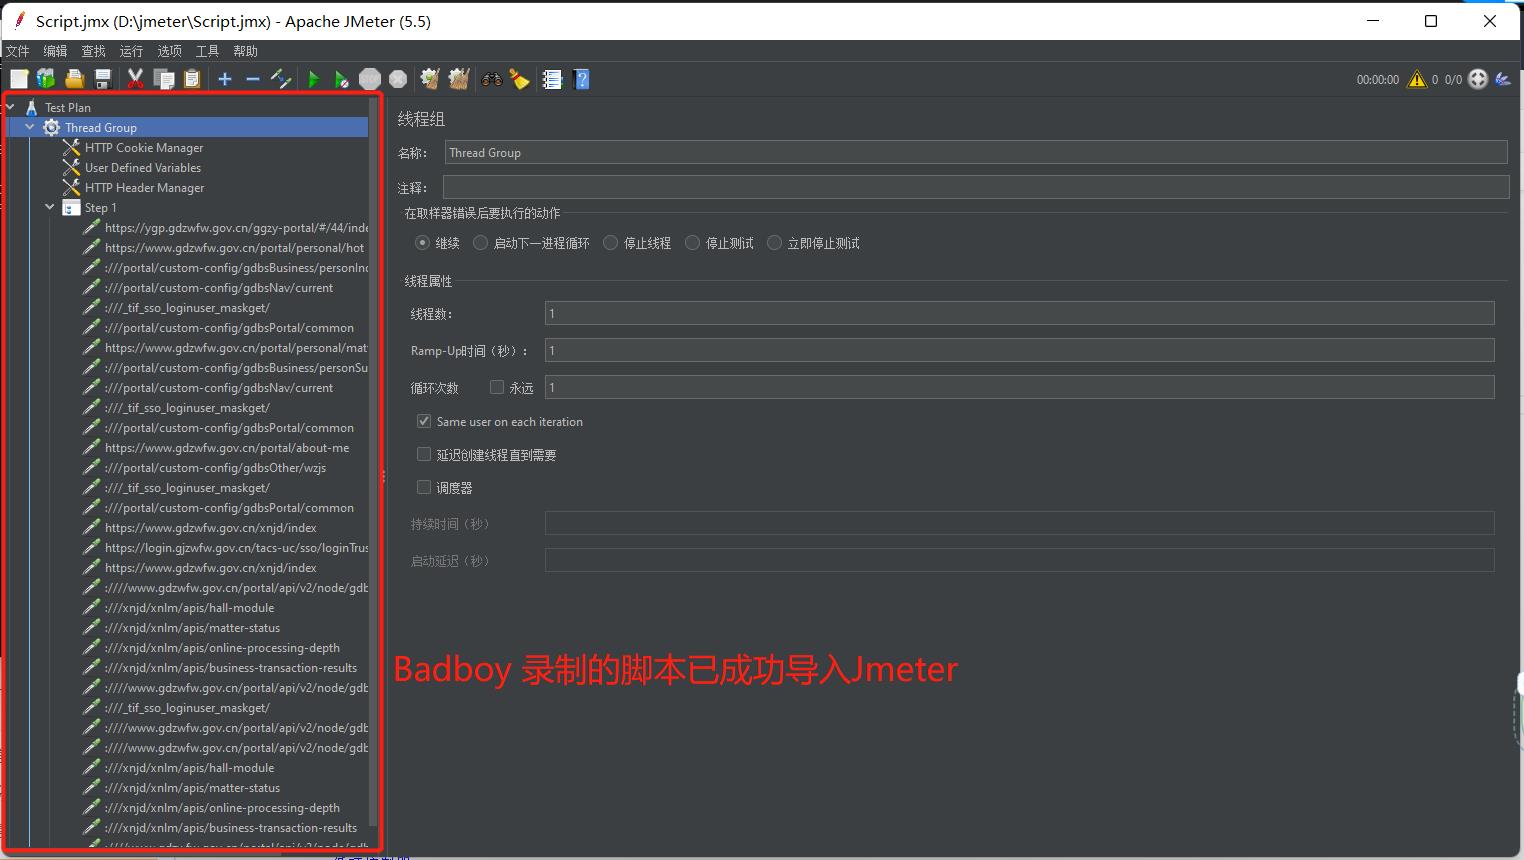 Script.jmx (D:\jmeter\Script.jmx) - Apache JMeter (5.5)
文件 编辑 查找 运行 选项 工具 帮助
00:00:00 0 0/0
Test Plan
Thread Group
HTTP Cookie Manager
User Defined Variables
HTTP Header Manager
Step 1
https://ygp.gdzwfw.gov.cn/ggzy-portal/#/44/inde
https://www.gdzwfw.gov.cn/portal/personal/hot
:///portal/custom-config/gdbsBusiness/personInd
:///portal/custom-config/gdbsNav/current
:///_tif_sso_loginuser_maskget/
:///portal/custom-config/gdbsPortal/common
https://www.gdzwfw.gov.cn/portal/personal/mat
:///portal/custom-config/gdbsBusiness/personSu
:///portal/custom-config/gdbsNav/current
:///_tif_sso_loginuser_maskget/
:///portal/custom-config/gdbsPortal/common
https://www.gdzwfw.gov.cn/portal/about-me
:///portal/custom-config/gdbsOther/wzjs
:///_tif_sso_loginuser_maskget/
:///portal/custom-config/gdbsPortal/common
https://www.gdzwfw.gov.cn/xnjd/index
https://login.gjzwfw.gov.cn/tacs-uc/sso/loginTrus
https://www.gdzwfw.gov.cn/xnjd/index
:////www.gdzwfw.gov.cn/portal/api/v2/node/gdb
:///xnjd/xnlm/apis/hall-module
:///xnjd/xnlm/apis/matter-status
:///xnjd/xnlm/apis/online-processing-depth
:///xnjd/xnlm/apis/business-transaction-results
:////www.gdzwfw.gov.cn/portal/api/v2/node/gdb
:///_tif_sso_loginuser_maskget/
:////www.gdzwfw.gov.cn/portal/api/v2/node/gdb
:////www.gdzwfw.gov.cn/portal/api/v2/node/gdb
:///xnjd/xnlm/apis/hall-module
:///xnjd/xnlm/apis/matter-status
:///xnjd/xnlm/apis/online-processing-depth
:///xnjd/xnlm/apis/business-transaction-results
线程组
名称： Thread Group
注释：
在取样器错误后要执行的动作
继续 启动下一进程循环 停止线程 停止测试 立即停止测试
线程属性
线程数： 1
Ramp-Up时间（秒）： 1
循环次数 永远 1
Same user on each iteration
延迟创建线程直到需要
调度器
持续时间（秒）
启动延迟（秒）
Badboy 录制的脚本已成功导入Jmeter